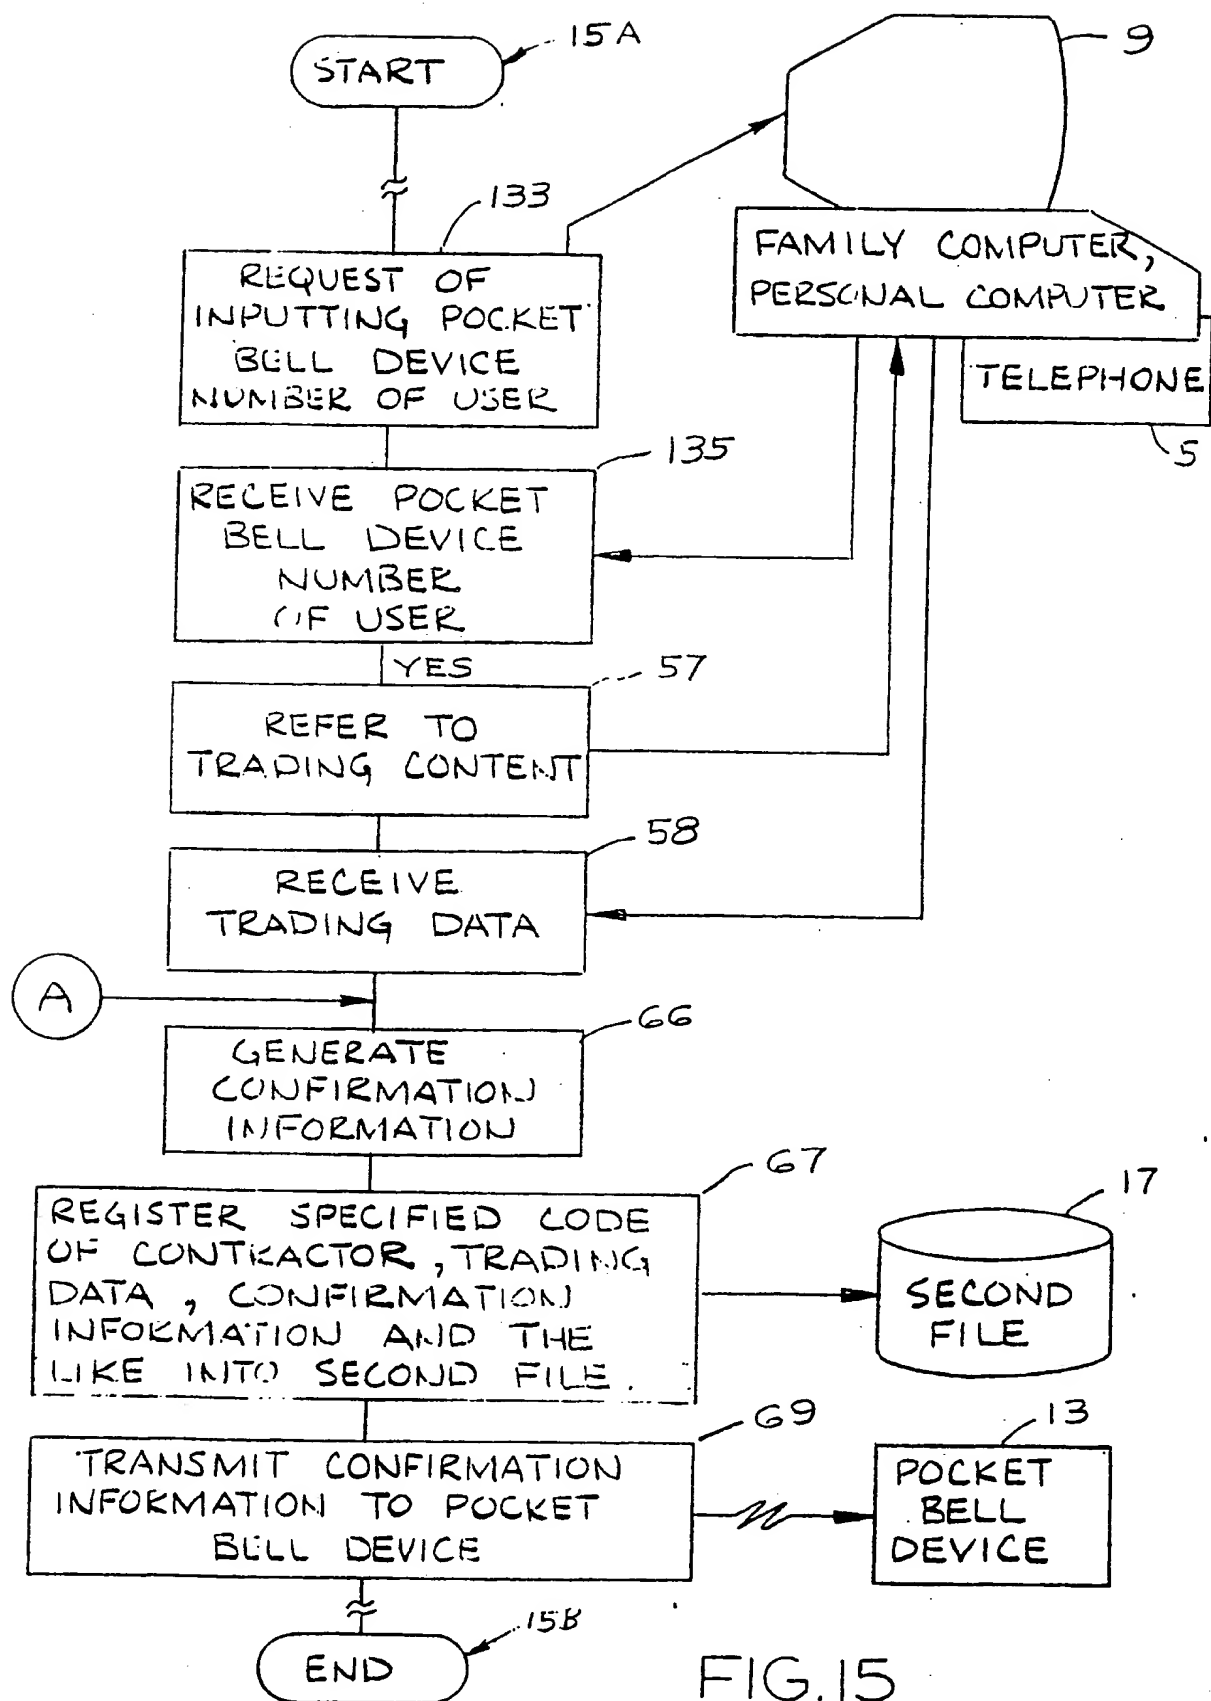 START
15A
9
133
REQUEST OF
INPUTTING POCKET
BELL DEVICE
NUMBER OF USER
FAMILY COMPUTER,
PERSONAL COMPUTER
TELEPHONE
5
135
RECEIVE POCKET
BELL DEVICE
NUMBER
OF USER
YES
57
REFER TO
TRADING CONTENT
58
RECEIVE
TRADING DATA
A
66
GENERATE
CONFIRMATION
INFORMATION
67
REGISTER SPECIFIED CODE
OF CONTRACTOR, TRADING
DATA, CONFIRMATION
INFORMATION AND THE
LIKE INTO SECOND FILE.
17
SECOND
FILE
69
TRANSMIT CONFIRMATION
INFORMATION TO POCKET
BELL DEVICE
13
POCKET
BELL
DEVICE
15B
END
FIG.15